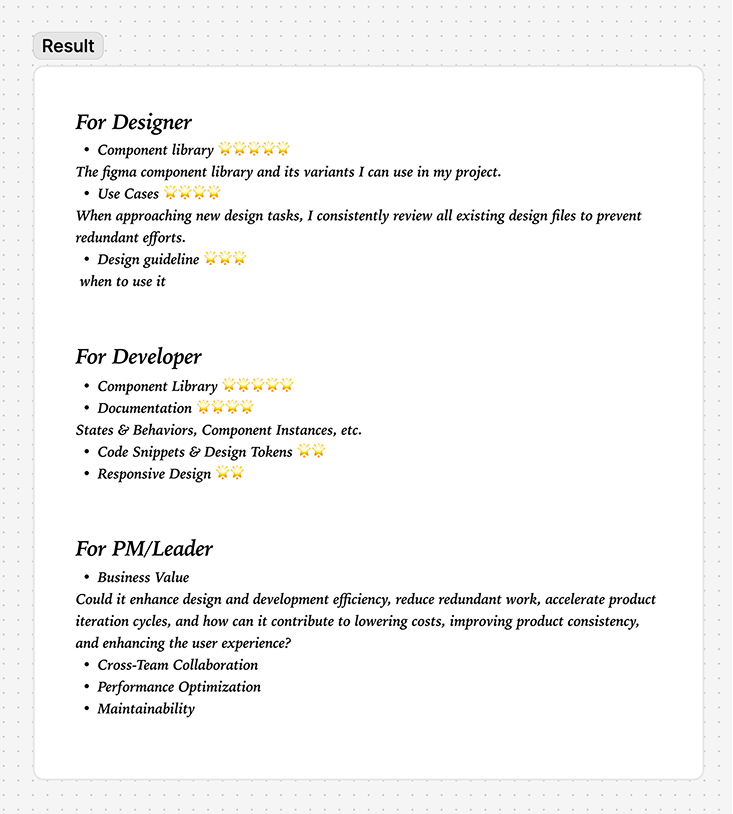 Result
For Designer
• Component library 🌟🌟🌟🌟🌟
The figma component library and its variants I can use in my project.
• Use Cases 🌟🌟🌟🌟
When approaching new design tasks, I consistently review all existing design files to prevent
redundant efforts.
• Design guideline 🌟🌟🌟
when to use it
For Developer
• Component Library 🌟🌟🌟🌟🌟
• Documentation 🌟🌟🌟🌟
States & Behaviors, Component Instances, etc.
• Code Snippets & Design Tokens 🌟🌟
• Responsive Design 🌟🌟
For PM/Leader
• Business Value
Could it enhance design and development efficiency, reduce redundant work, accelerate product
iteration cycles, and how can it contribute to lowering costs, improving product consistency,
and enhancing the user experience?
• Cross-Team Collaboration
• Performance Optimization
• Maintainability